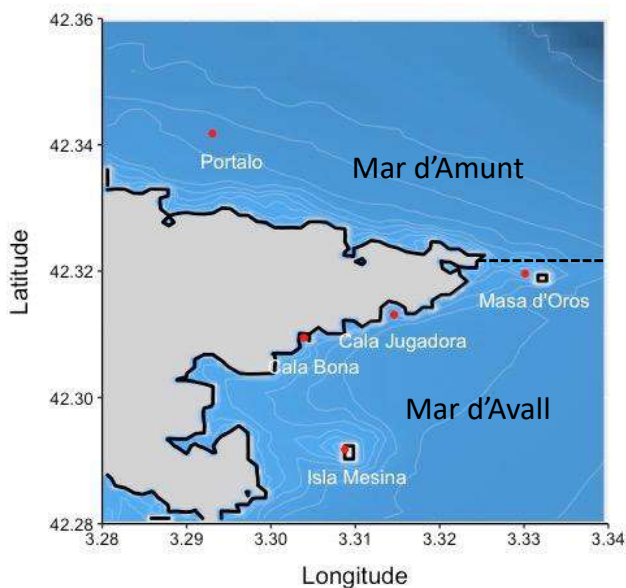 42.36
42.34
42.32
42.30
42.28
Latitude
Portalo
Mar d'Amunt
Masa d'Oros
Cala Jugadora
Cala Bona
Mar d'Avall
Isla Mesina
3.28 3.29 3.30 3.31 3.32 3.33 3.34
Longitude